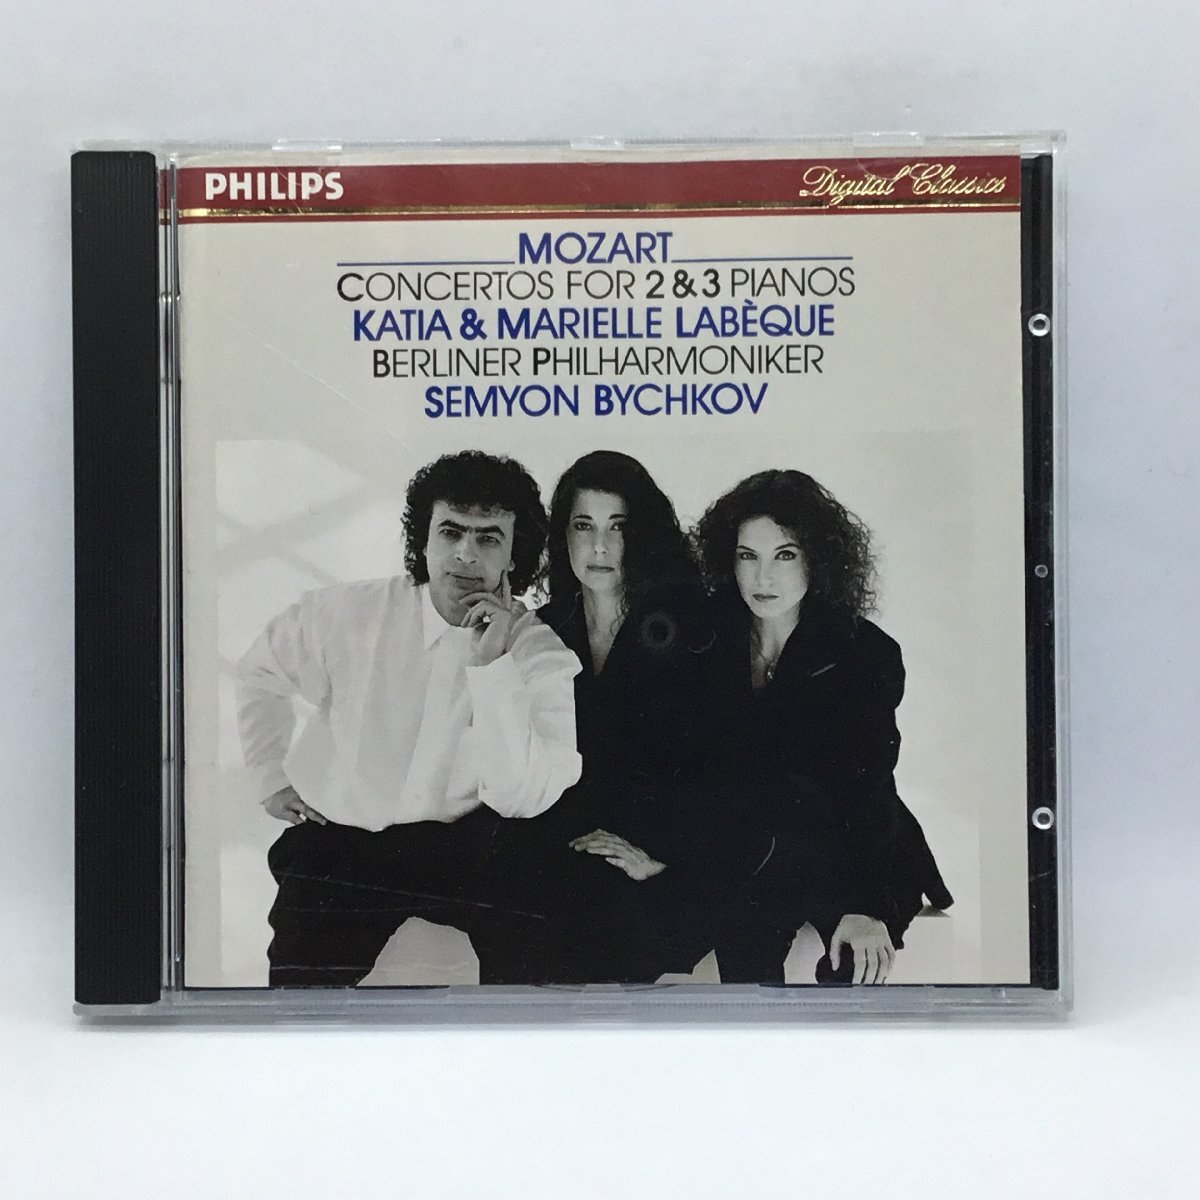 PHILIPS
Digital Classics
MOZART
CONCERTOS FOR 2 & 3 PIANOS
KATIA & MARIELLE LABÈQUE
BERLINER PHILHARMONIKER
SEMYON BYCHKOV